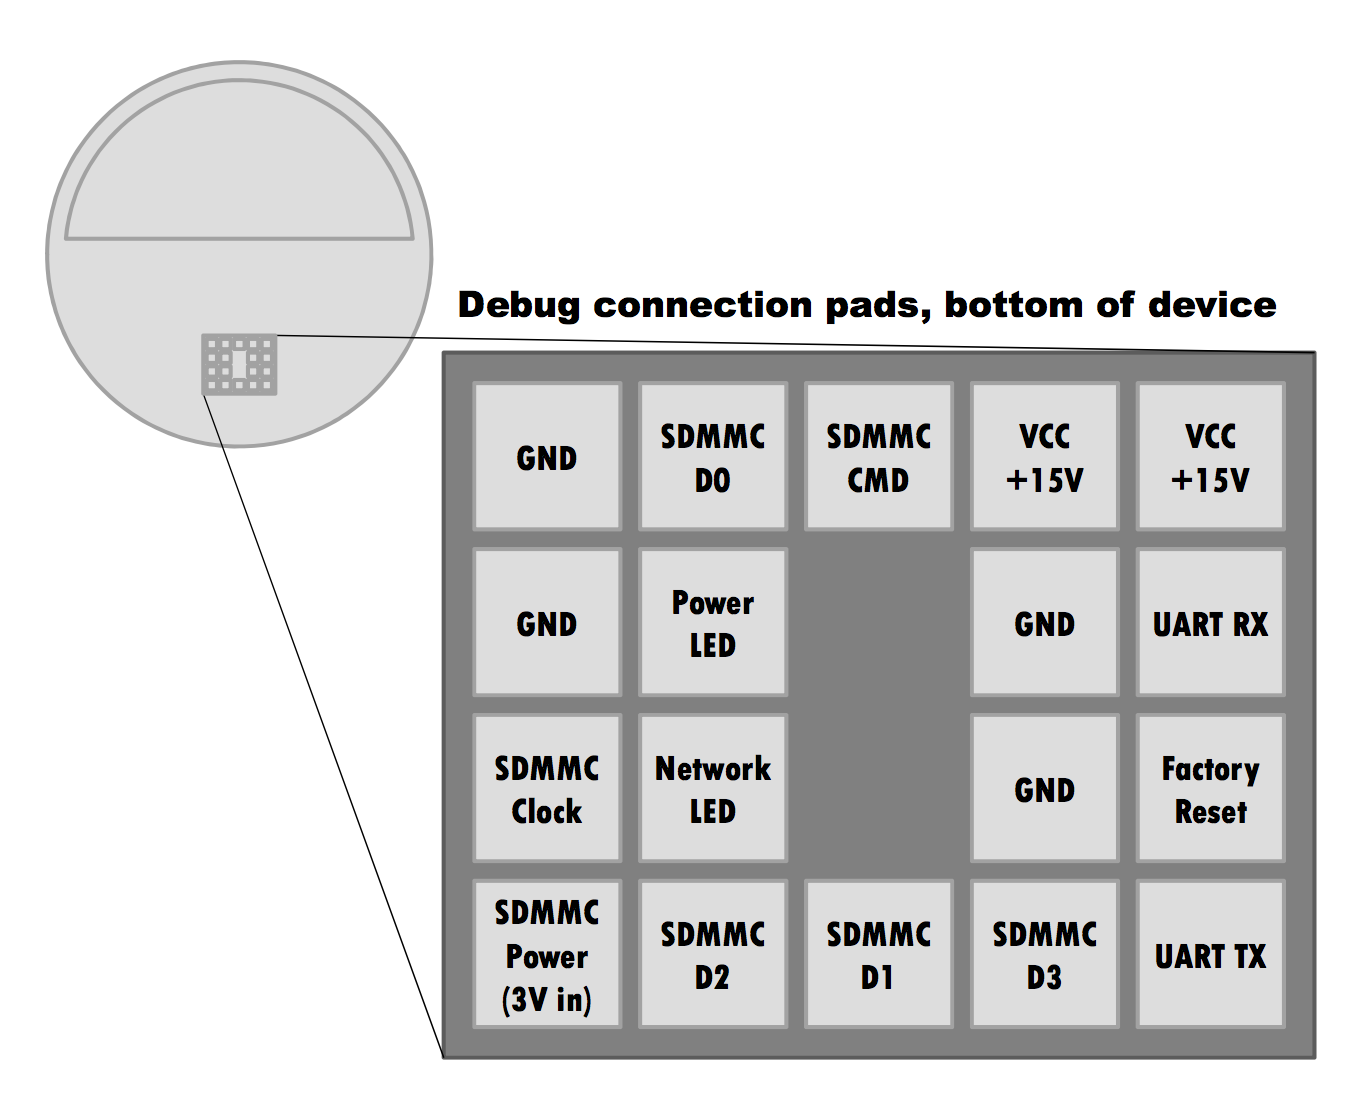 Debug connection pads, bottom of device
GND
SDMMC
D0
SDMMC
CMD
VCC
+15V
VCC
+15V
GND
Power
LED
GND
UART RX
SDMMC
Clock
Network
LED
GND
Factory
Reset
SDMMC
Power
(3V in)
SDMMC
D2
SDMMC
D1
SDMMC
D3
UART TX